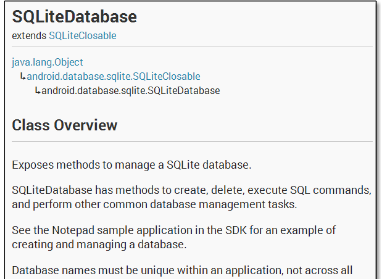 SQLiteDatabase
extends SQLiteClosable
java.lang.Object
↳android.database.sqlite.SQLiteClosable
↳android.database.sqlite.SQLiteDatabase
Class Overview
Exposes methods to manage a SQLite database.
SQLiteDatabase has methods to create, delete, execute SQL commands,
and perform other common database management tasks.
See the Notepad sample application in the SDK for an example of
creating and managing a database.
Database names must be unique within an application, not across all